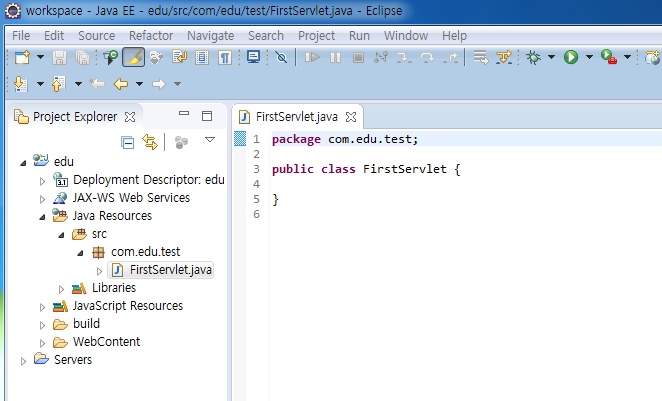 workspace - Java EE - edu/src/com/edu/test/FirstServlet.java - Eclipse
File Edit Source Refactor Navigate Search Project Run Window Help
Project Explorer
FirstServlet.java
edu
3.1 Deployment Descriptor: edu
JAX-WS Web Services
Java Resources
src
com.edu.test
J FirstServlet.java
Libraries
JavaScript Resources
build
WebContent
Servers
1 package com.edu.test;
2
3 public class FirstServlet {
4
5 }
6